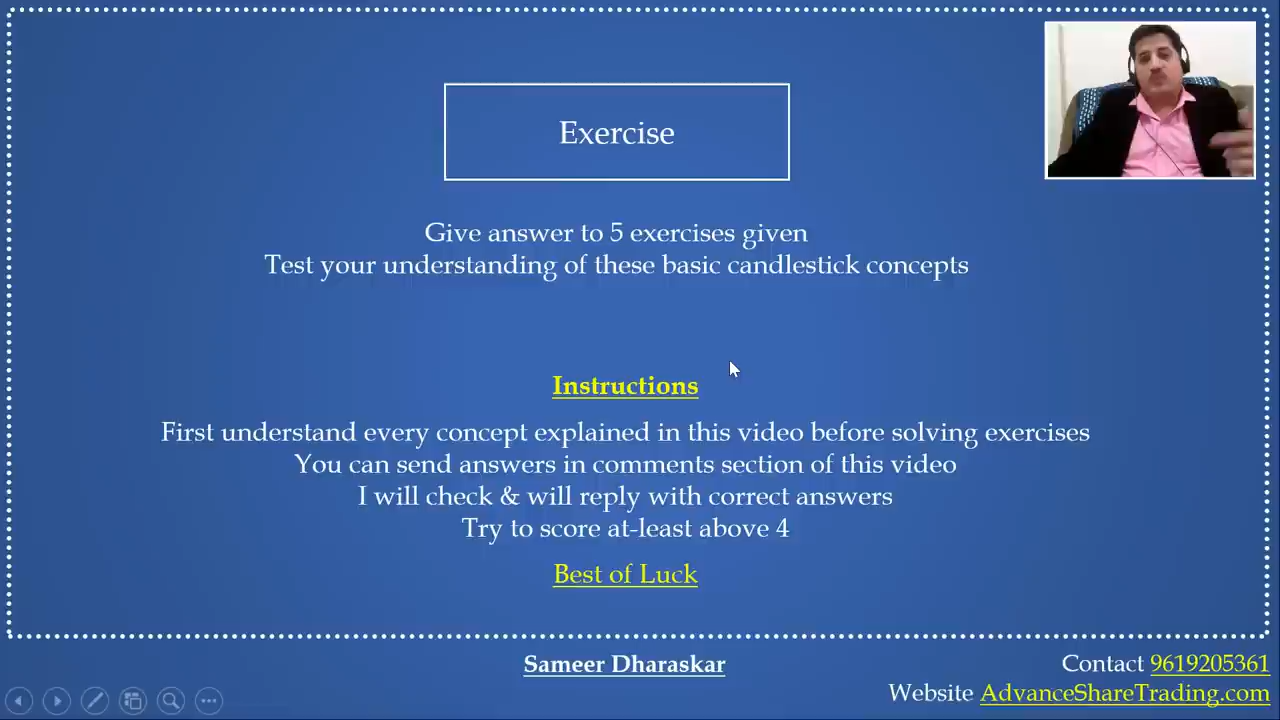 Exercise
Give answer to 5 exercises given
Test your understanding of these basic candlestick concepts
Instructions
First understand every concept explained in this video before solving exercises
You can send answers in comments section of this video
I will check & will reply with correct answers
Try to score at-least above 4
Best of Luck
Sameer Dharaskar
Contact 9619205361
Website AdvanceShareTrading.com